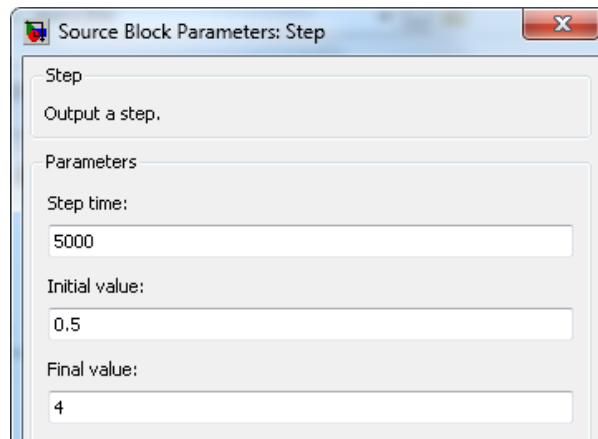 Source Block Parameters: Step
Step
Output a step.
Parameters
Step time:
5000
Initial value:
0.5
Final value:
4